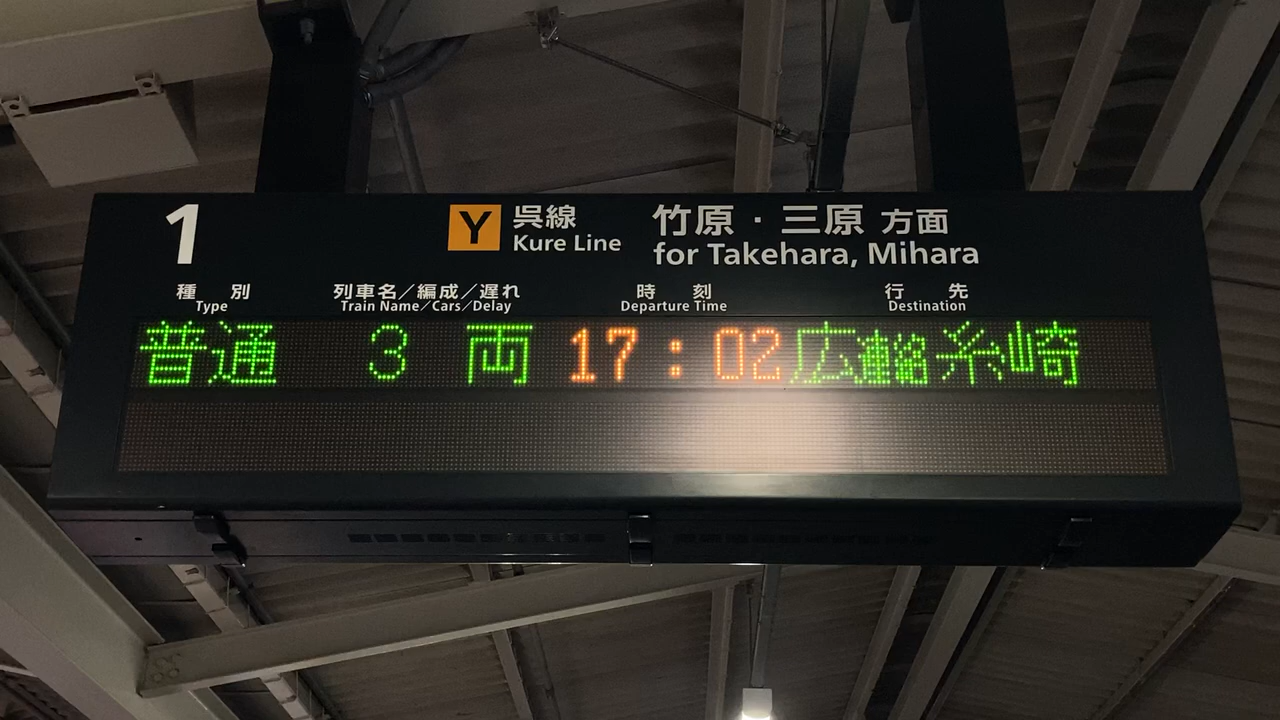 1
Y 呉線 竹原・三原 方面
Kure Line for Takehara, Mihara
種 別 列車名／編成／遅れ 時 刻 行 先
Type Train Name／Cars／Delay Departure Time Destination
普通 3 両 17:02 広連絡糸崎